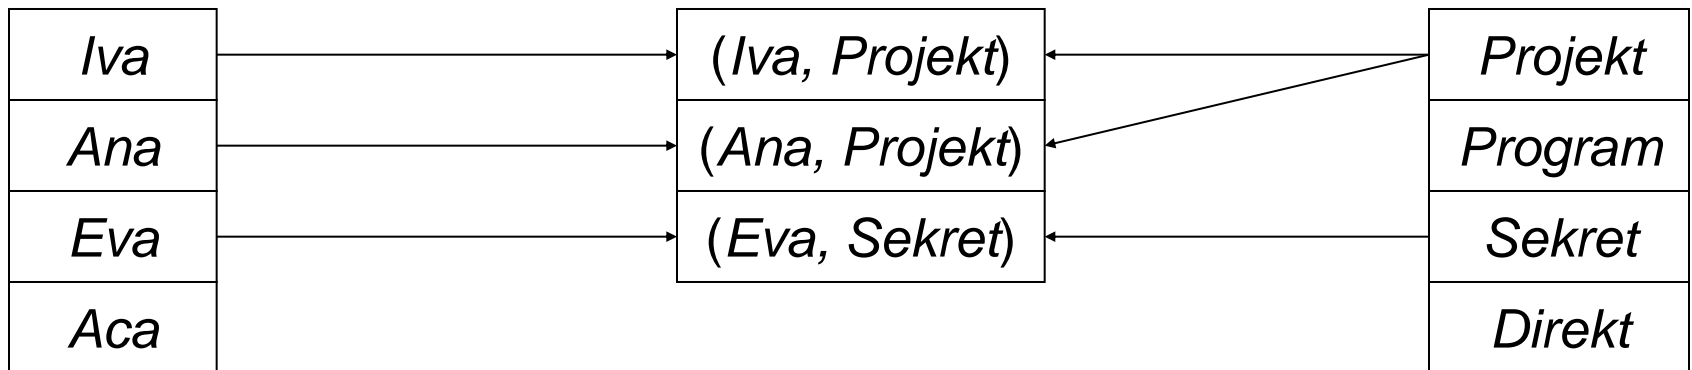 Iva (Iva, Projekt) Projekt
Ana (Ana, Projekt) Program
Eva (Eva, Sekret) Sekret
Aca Direkt